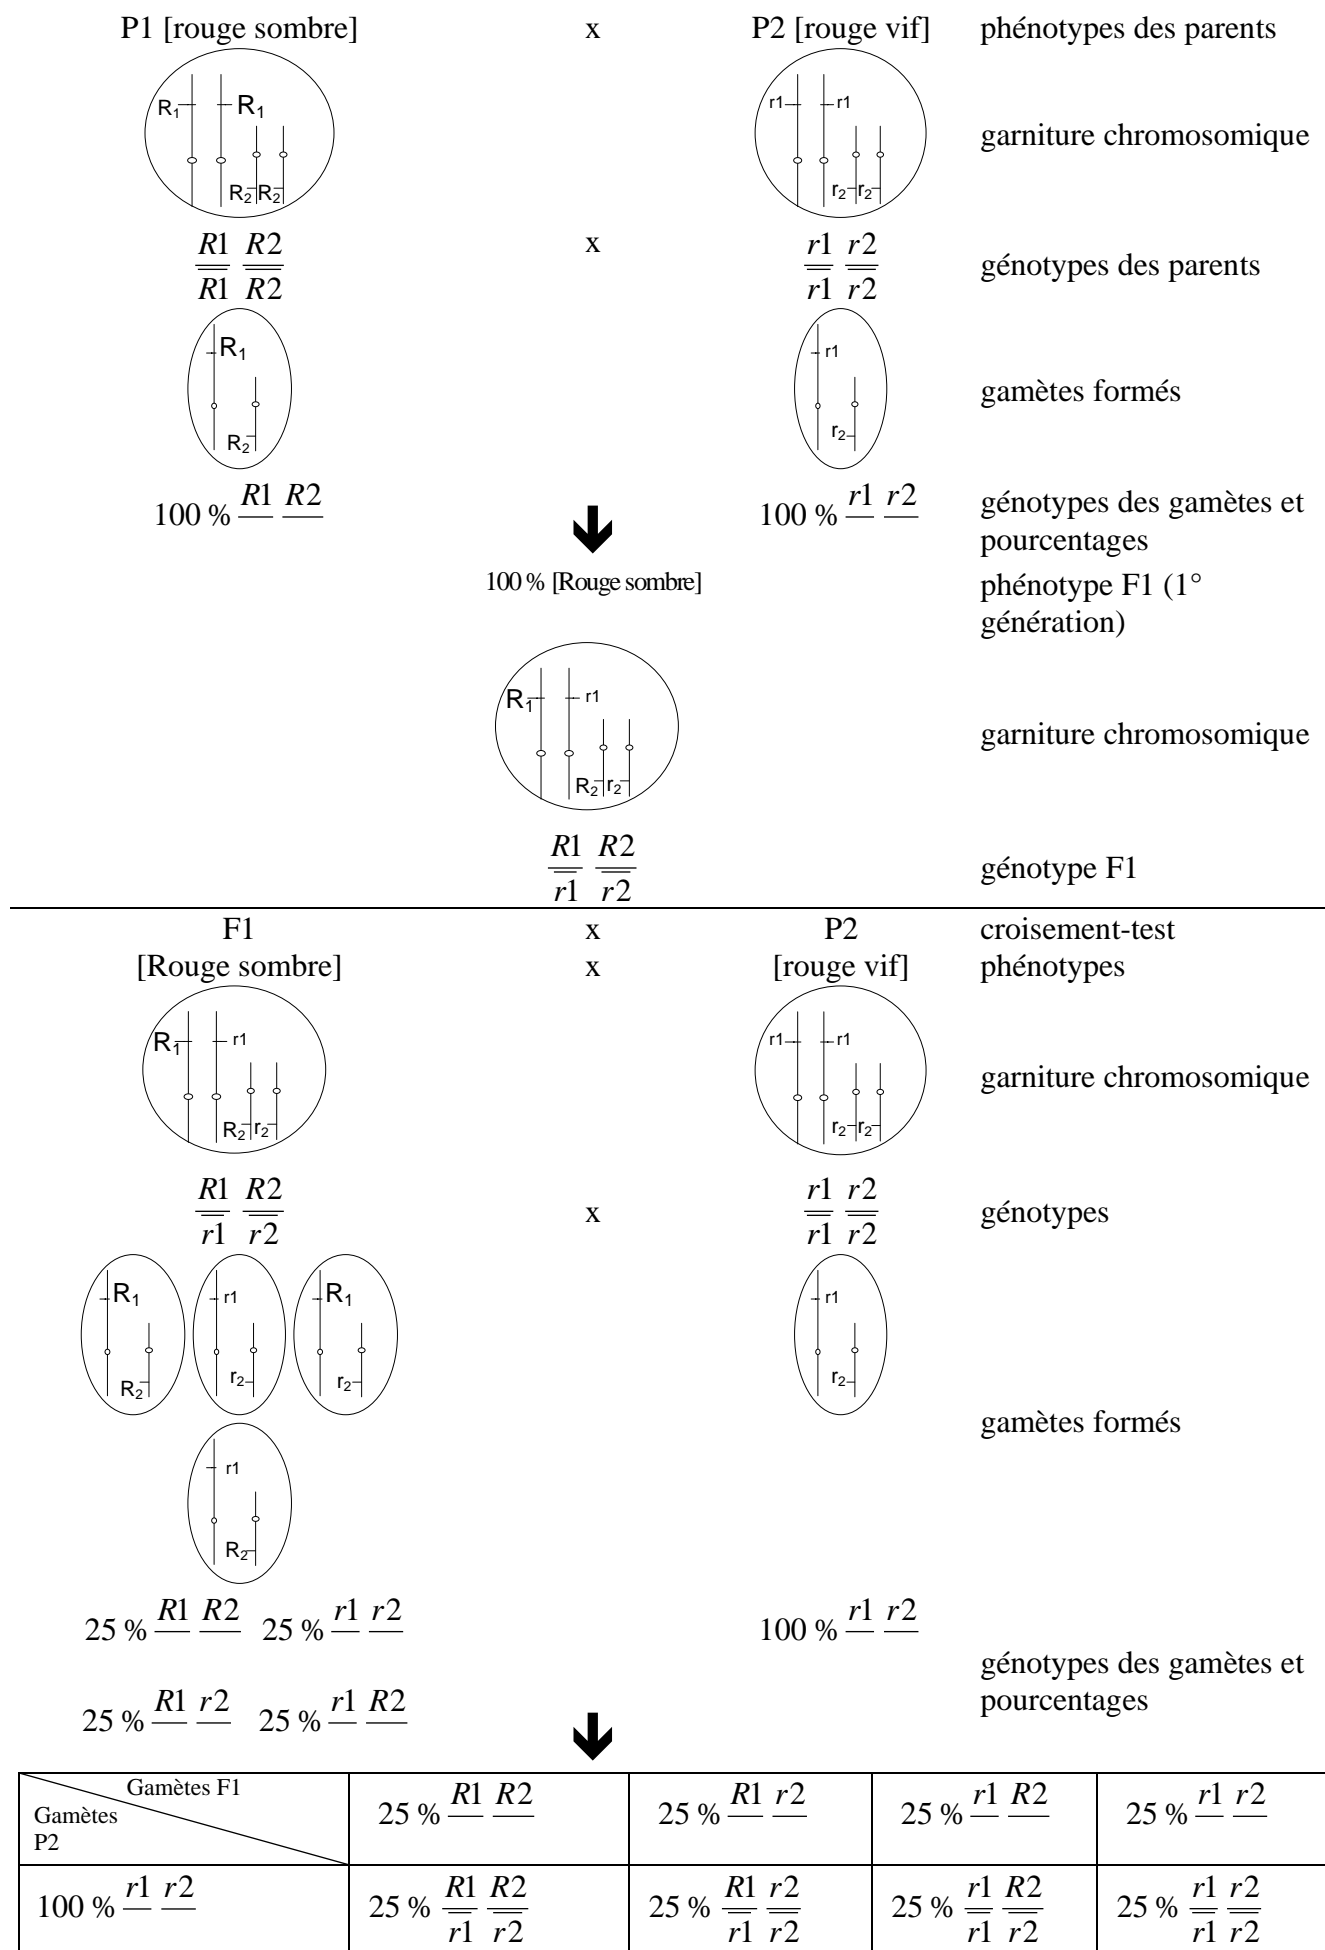 P1 [rouge sombre] x P2 [rouge vif] phénotypes des parents
R1 R1 r1 r1
garniture chromosomique
R2 R2 r2 r2
R1 R2 x r1 r2
génotypes des parents
R1 R2 r1 r2
R1 r1
gamètes formés
R2 r2
100 % R1 R2 100 % r1 r2 génotypes des gamètes et
pourcentages
100 % [Rouge sombre] phénotype F1 (1°
génération)
R1 r1
garniture chromosomique
R2 r2
R1 R2
génotype F1
r1 r2
F1 x P2 croisement-test
[Rouge sombre] x [rouge vif] phénotypes
R1 r1 r1 r1
garniture chromosomique
R2 r2 r2 r2
R1 R2 x r1 r2
génotypes
r1 r2 r1 r2
R1 r1 R1 r1
R2 r2 r2 r2
gamètes formés
r1
R2
25 % R1 R2 25 % r1 r2 100 % r1 r2
génotypes des gamètes et
pourcentages
25 % R1 r2 25 % r1 R2
Gamètes F1
Gamètes
P2
25 % R1 R2 25 % R1 r2 25 % r1 R2 25 % r1 r2
100 % r1 r2 25 % R1 R2 25 % R1 r2 25 % r1 R2 25 % r1 r2
r1 r2 r1 r2 r1 r2 r1 r2